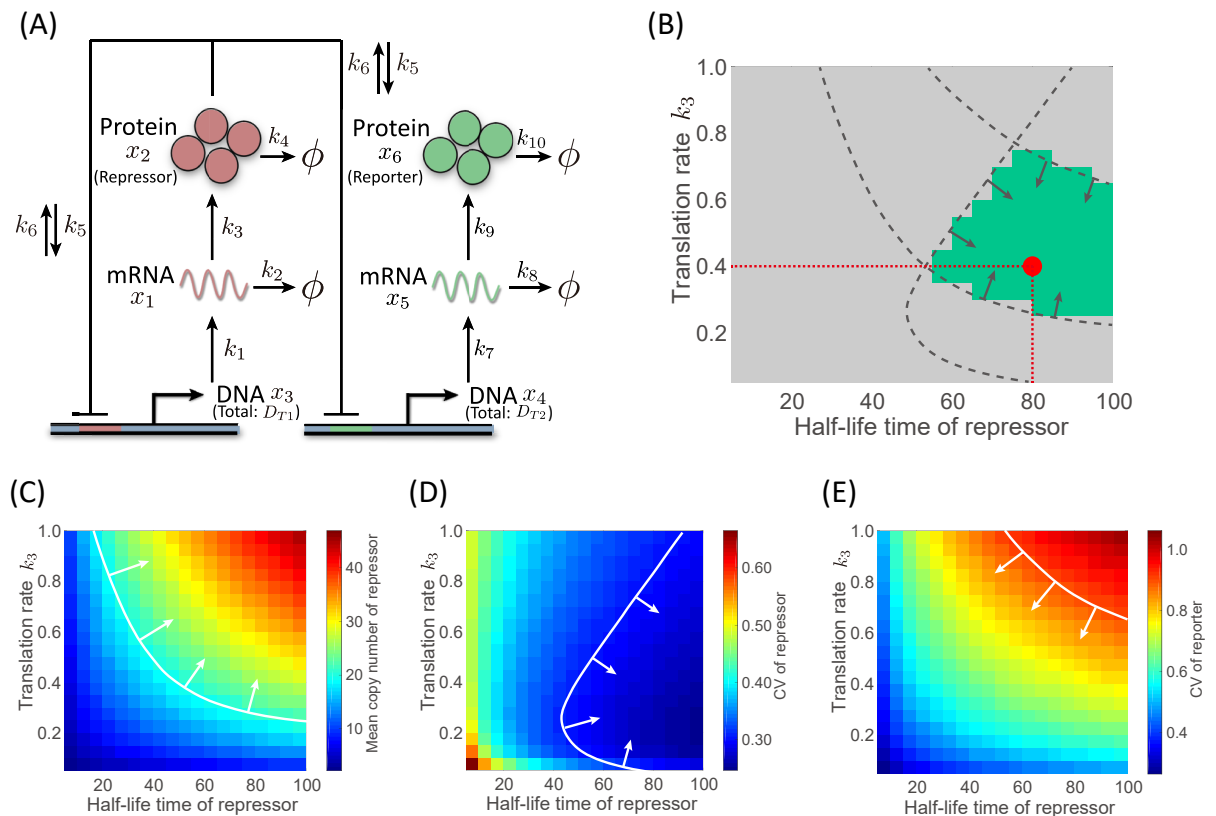 (A)
k₆ k₅
Protein
x₂
(Repressor)
k₄
ϕ
Protein
x₆
(Reporter)
k₁₀
ϕ
k₆ k₅
k₃
k₉
mRNA
x₁
k₂
ϕ
mRNA
x₅
k₈
ϕ
k₁
k₇
DNA x₃
(Total: D_T1)
DNA x₄
(Total: D_T2)
(B)
Translation rate k₃
1.0
0.8
0.6
0.4
0.2
20 40 60 80 100
Half-life time of repressor
(C)
Translation rate k₃
1.0
0.8
0.6
0.4
0.2
20 40 60 80 100
Half-life time of repressor
40
30
20
10
Mean copy number of repressor
(D)
Translation rate k₃
1.0
0.8
0.6
0.4
0.2
20 40 60 80 100
Half-life time of repressor
0.60
0.40
0.30
CV of repressor
(E)
Translation rate k₃
1.0
0.8
0.6
0.4
0.2
20 40 60 80 100
Half-life time of repressor
1.0
0.8
0.6
0.4
CV of reporter